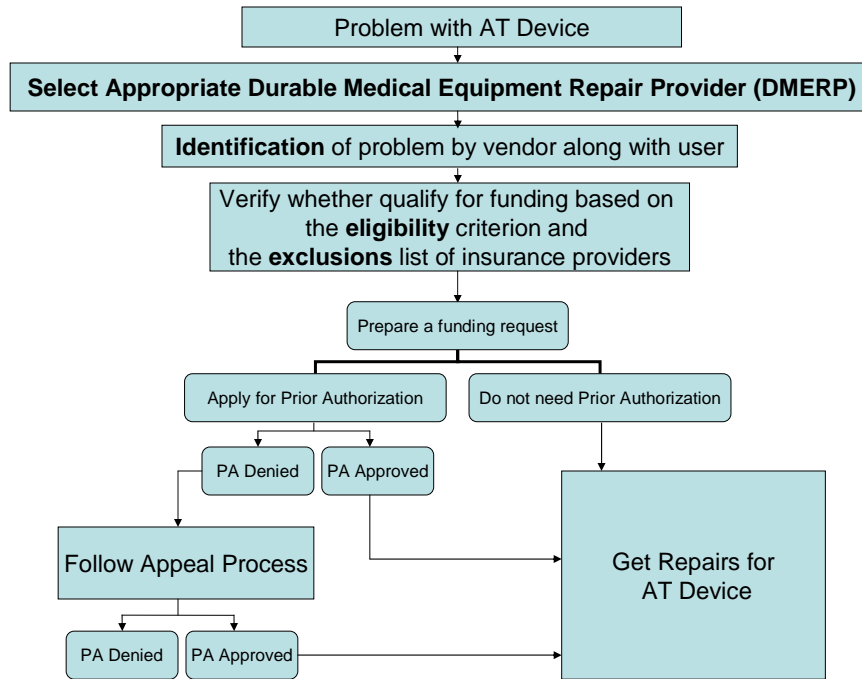 Problem with AT Device
Select Appropriate Durable Medical Equipment Repair Provider (DMERP)
Identification of problem by vendor along with user
Verify whether qualify for funding based on
the eligibility criterion and
the exclusions list of insurance providers
Prepare a funding request
Apply for Prior Authorization
Do not need Prior Authorization
PA Denied
PA Approved
Follow Appeal Process
Get Repairs for
AT Device
PA Denied
PA Approved